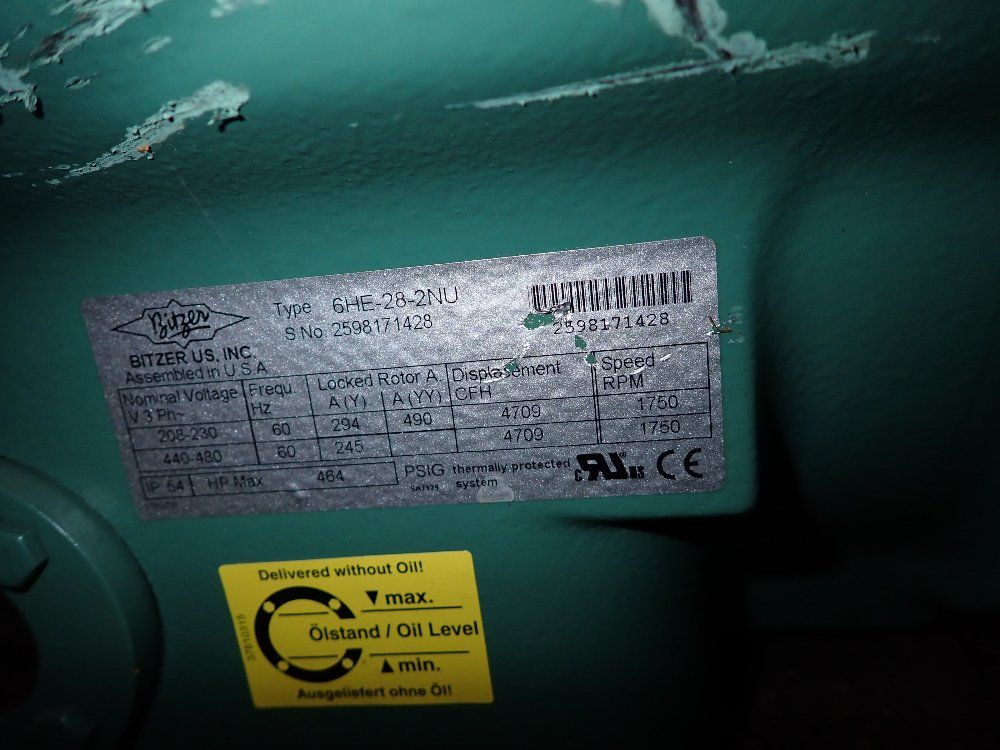 Bitzer
Type 6HE-28-2NU
S No. 2598171428
2598171428
BITZER US. INC.
Assembled in U S A
Nominal Voltage Frequ. Locked Rotor A Displasement Speed
V 3 Ph~ Hz A (Y) A (YY) CFH RPM
208-230 60 294 490 4709 1750
440-480 60 245 4709 1750
IP 54 HP Max 464 PSIG thermally protected
system
C RU US CE
Delivered without Oil!
▼ max.
Ölstand / Oil Level
▲ min.
Ausgeliefert ohne Öl!